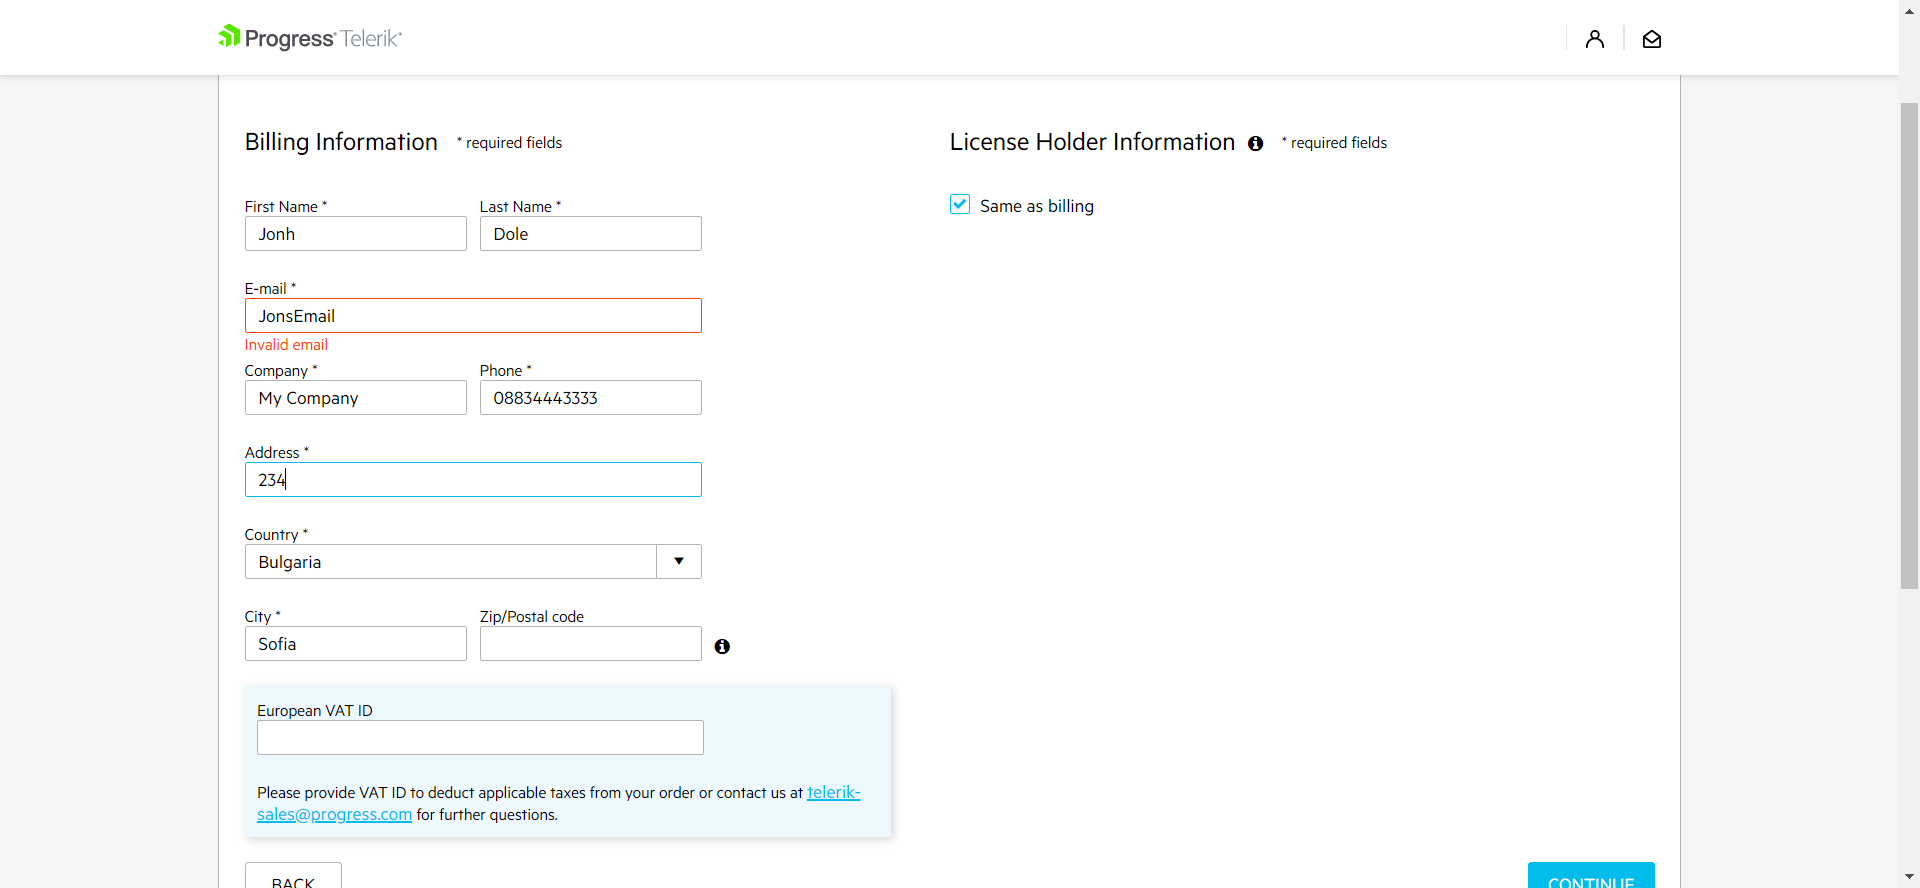 Progress Telerik
Billing Information * required fields
License Holder Information * required fields
First Name * Last Name *
Jonh Dole
Same as billing
E-mail *
JonsEmail
Invalid email
Company * Phone *
My Company 08834443333
Address *
234
Country *
Bulgaria
City * Zip/Postal code
Sofia
European VAT ID
Please provide VAT ID to deduct applicable taxes from your order or contact us at telerik-
sales@progress.com for further questions.
BACK CONTINUE